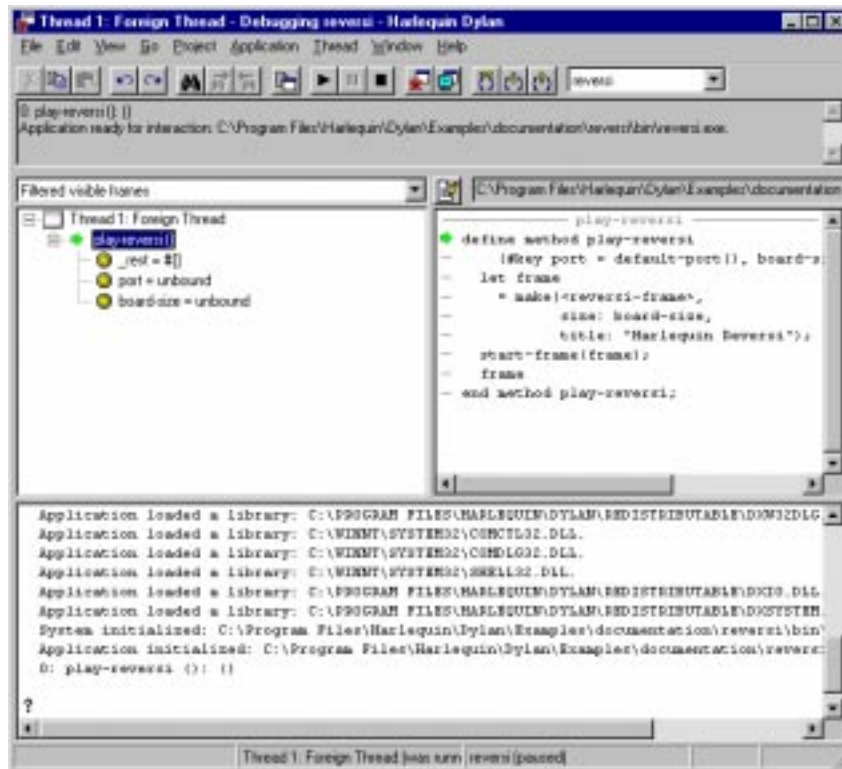 Thread 1: Foreign Thread - Debugging reversi - Harlequin Dylan
File Edit View Go Project Application Thread Window Help
reversi
0: play-reversi (): ()
Application ready for interaction: C:\Program Files\Harlequin\Dylan\Examples\documentation\reversi\bin\reversi.exe.
Filtered visible frames
C:\Program Files\Harlequin\Dylan\Examples\documentation
Thread 1: Foreign Thread
play-reversi()
_rest = #[]
port = unbound
board-size = unbound
play-reversi
define method play-reversi
(#key port = default-port(), board-s
let frame
= make(<reversi-frame>,
size: board-size,
title: "Harlequin Reversi");
start-frame(frame);
frame
end method play-reversi;
Application loaded a library: C:\PROGRAM FILES\HARLEQUIN\DYLAN\REDISTRIBUTABLE\DXW32DLG
Application loaded a library: C:\WINNT\SYSTEM32\COMCTL32.DLL.
Application loaded a library: C:\WINNT\SYSTEM32\COMDLG32.DLL.
Application loaded a library: C:\WINNT\SYSTEM32\SHELL32.DLL.
Application loaded a library: C:\PROGRAM FILES\HARLEQUIN\DYLAN\REDISTRIBUTABLE\DXIO.DLL.
Application loaded a library: C:\PROGRAM FILES\HARLEQUIN\DYLAN\REDISTRIBUTABLE\DXSYSTEM.
System initialized: C:\Program Files\Harlequin\Dylan\Examples\documentation\reversi\bin\
Application initialized: C:\Program Files\Harlequin\Dylan\Examples\documentation\revers
0: play-reversi (): ()
?
Thread 1: Foreign Thread (was runn
reversi (paused)